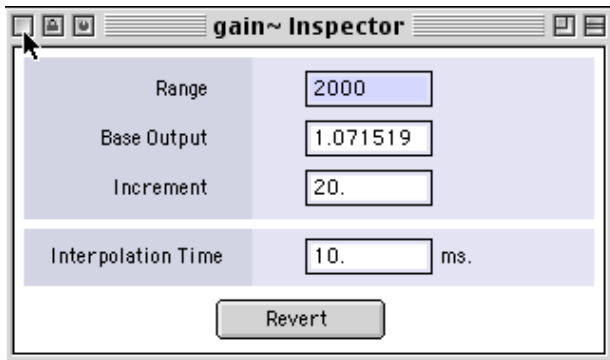 gain~ Inspector
Range 2000
Base Output 1.071519
Increment 20.
Interpolation Time 10. ms.
Revert